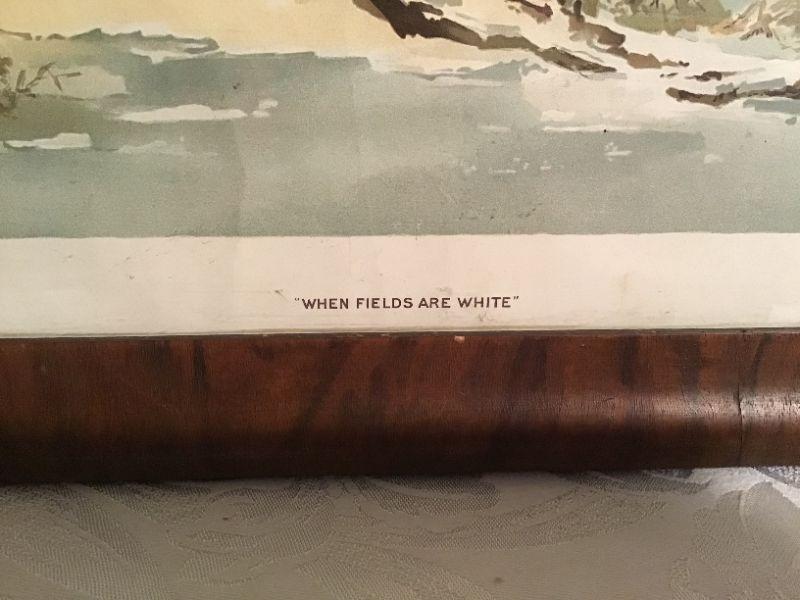 "WHEN FIELDS ARE WHITE"